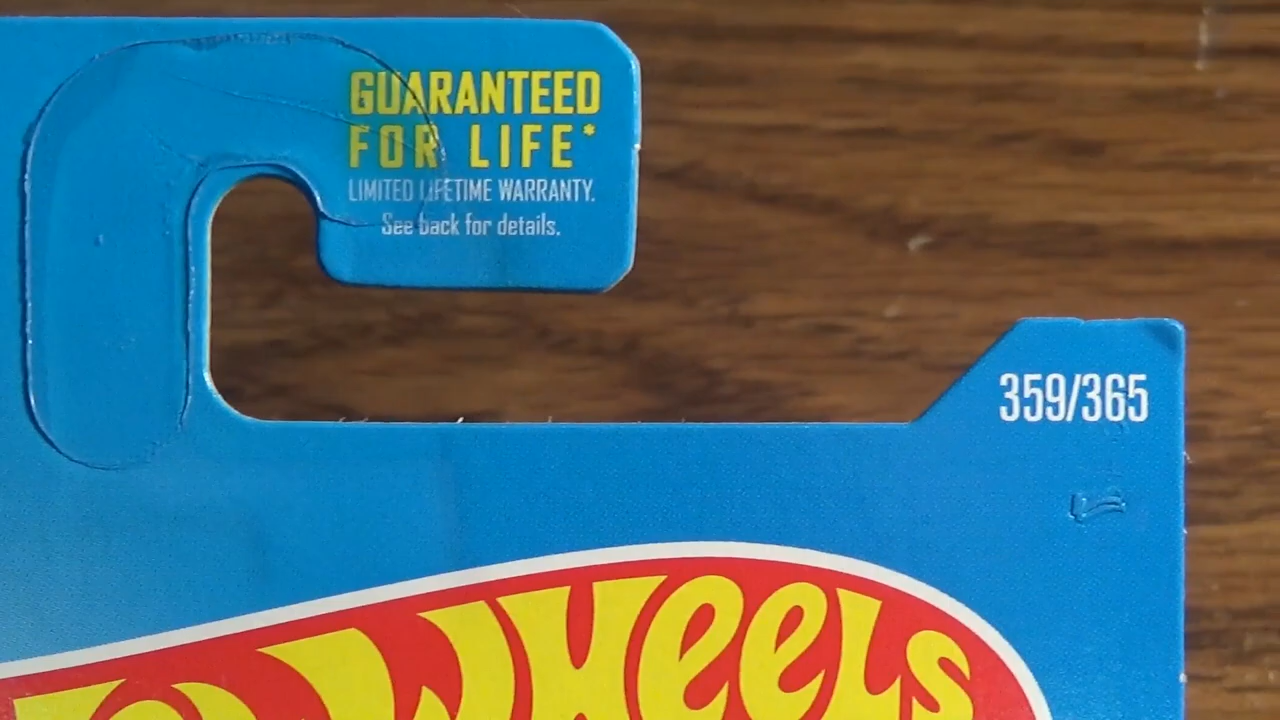 GUARANTEED
FOR LIFE*
LIMITED LIFETIME WARRANTY.
See back for details.
359/365
WHEELS